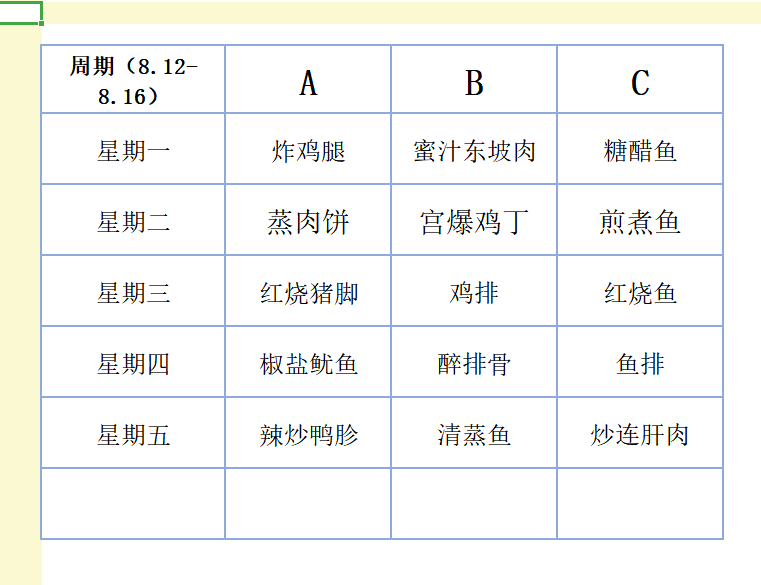 周期（8.12-
8.16）
A
B
C
星期一
炸鸡腿
蜜汁东坡肉
糖醋鱼
星期二
蒸肉饼
宫爆鸡丁
煎煮鱼
星期三
红烧猪脚
鸡排
红烧鱼
星期四
椒盐鱿鱼
醉排骨
鱼排
星期五
辣炒鸭胗
清蒸鱼
炒连肝肉